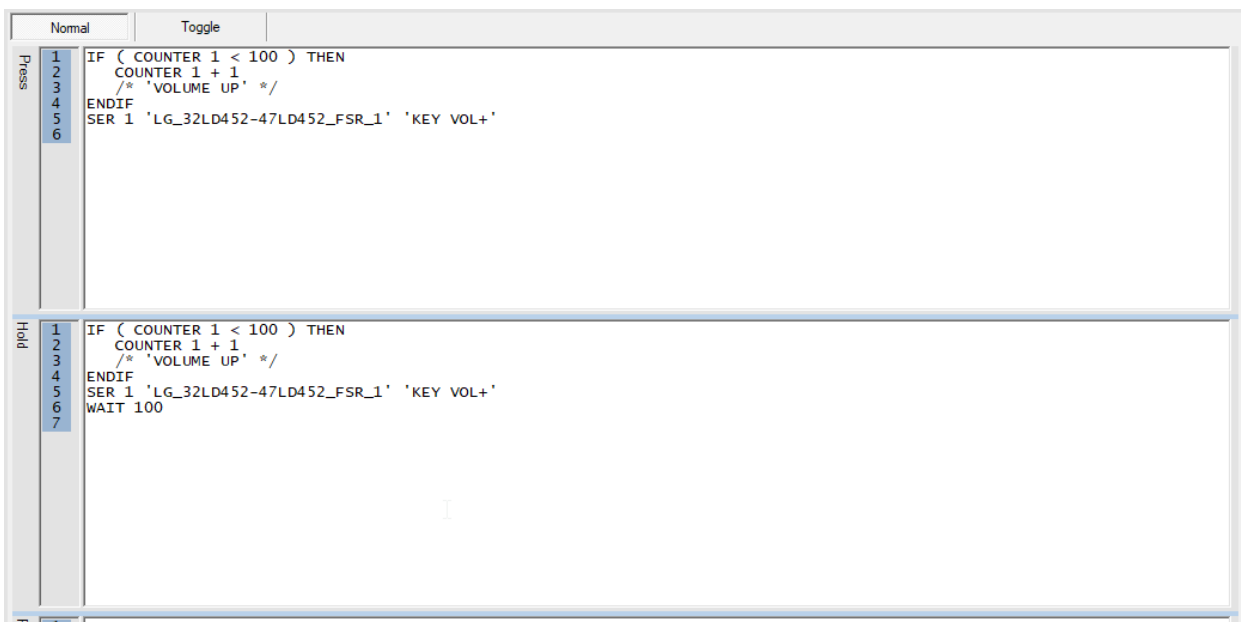 Normal Toggle
Press
1 IF ( COUNTER 1 < 100 ) THEN
2 COUNTER 1 + 1
3 /* 'VOLUME UP' */
4 ENDIF
5 SER 1 'LG_32LD452-47LD452_FSR_1' 'KEY VOL+'
6
Hold
1 IF ( COUNTER 1 < 100 ) THEN
2 COUNTER 1 + 1
3 /* 'VOLUME UP' */
4 ENDIF
5 SER 1 'LG_32LD452-47LD452_FSR_1' 'KEY VOL+'
6 WAIT 100
7